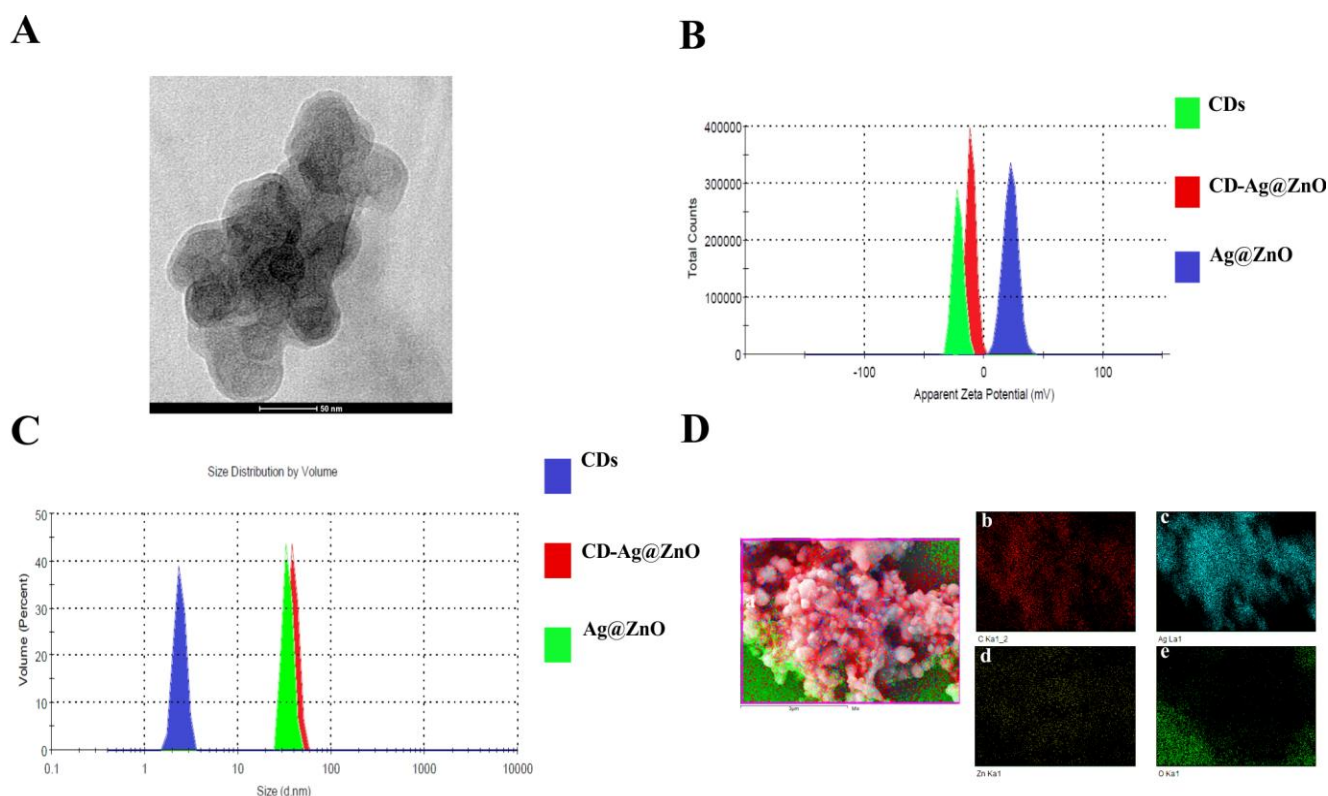 A
50 nm
B
CDs
CD-Ag@ZnO
Ag@ZnO
400000
300000
200000
100000
0
Total Counts
-100
0
100
Apparent Zeta Potential (mV)
C
Size Distribution by Volume
CDs
CD-Ag@ZnO
Ag@ZnO
50
40
30
20
10
0
Volume (Percent)
0.1
1
10
100
1000
10000
Size (d.nm)
D
b
C Ka1_2
c
Ag La1
d
Zn Ka1
e
O Ka1